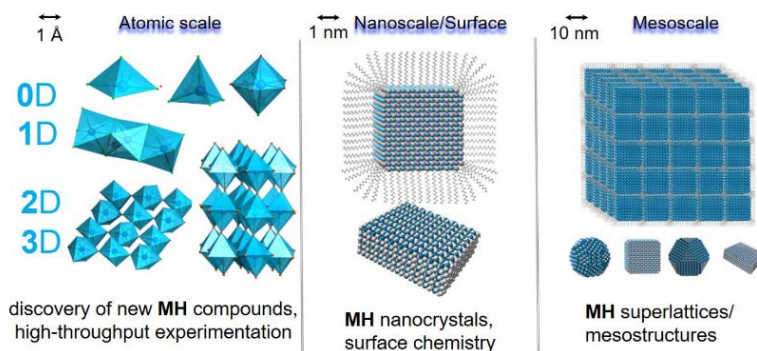 Atomic scale
1 Å
0D
1D
2D
3D
discovery of new MH compounds,
high-throughput experimentation
Nanoscale/Surface
1 nm
MH nanocrystals,
surface chemistry
Mesoscale
10 nm
MH superlattices/
mesostructures